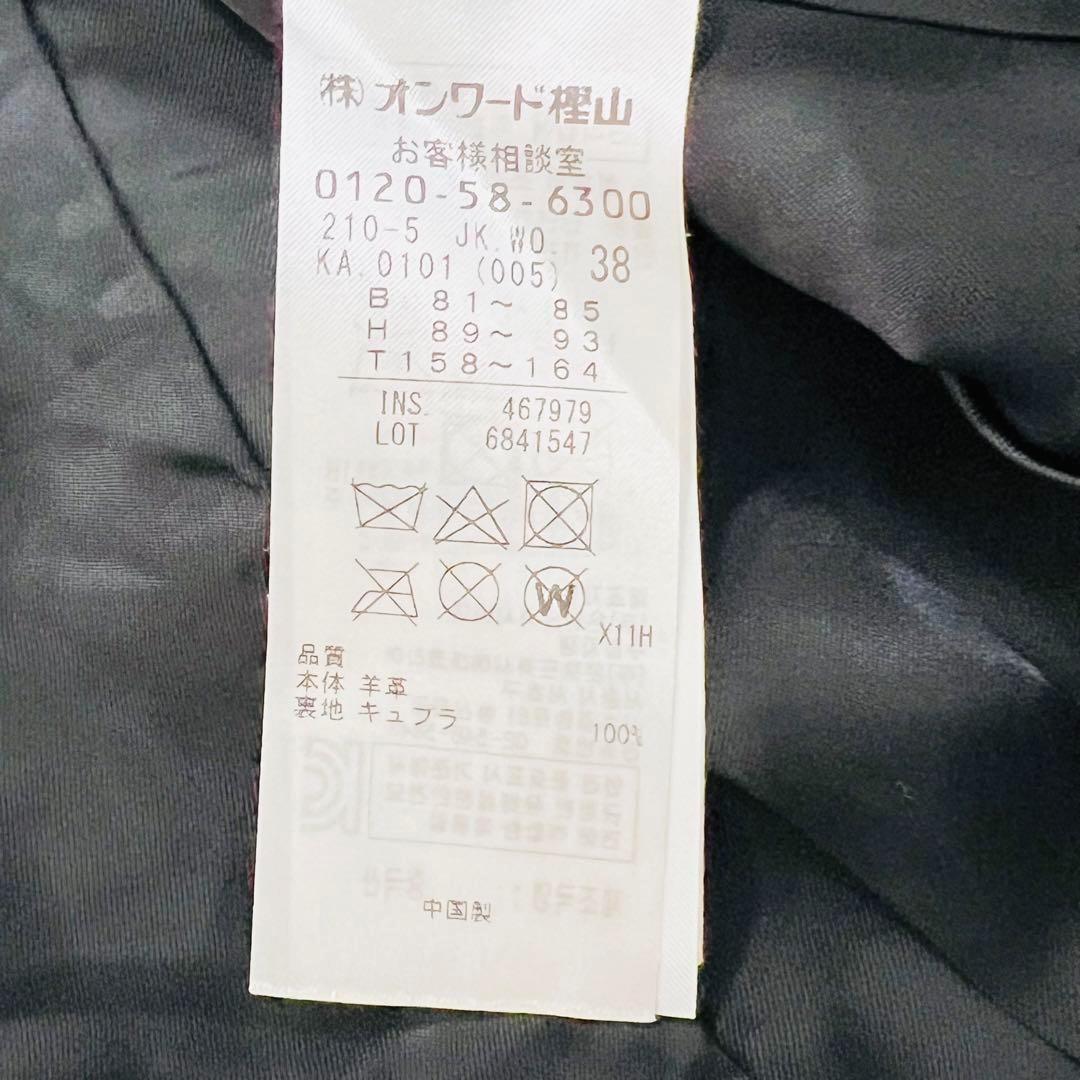 ㈱オンワード樫山
お客様相談室
0120-58-6300
210-5 JK.WO.
KA.0101 (005) 38
B 81～ 85
H 89～ 93
T158～164
INS. 467979
LOT 6841547
W
X11H
品質
本体 羊革
裏地 キュプラ 100%
中国製